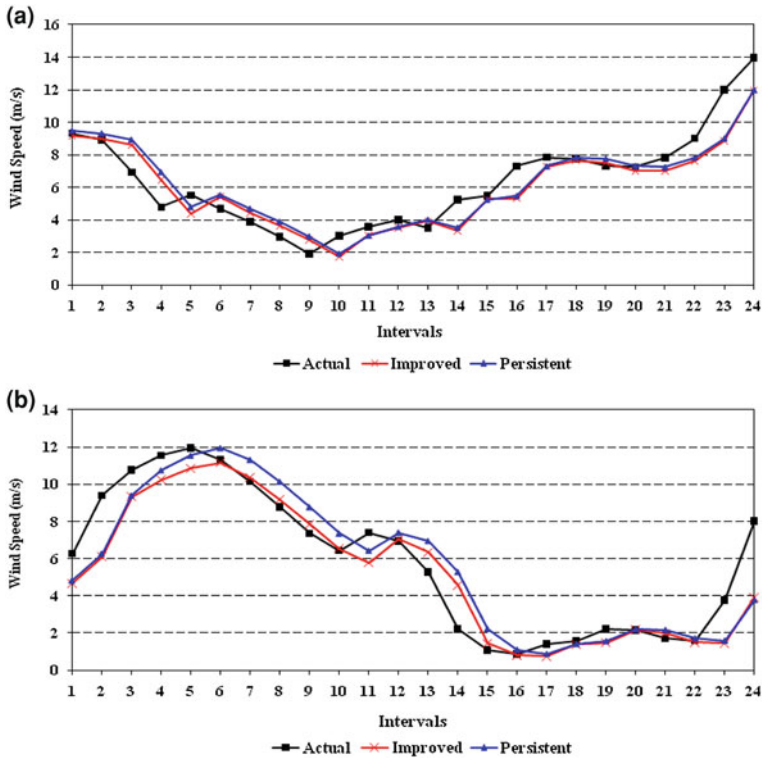 (a)
16
14
12
10
8
6
4
2
0
Wind Speed (m/s)
1 2 3 4 5 6 7 8 9 10 11 12 13 14 15 16 17 18 19 20 21 22 23 24
Intervals
Actual Improved Persistent
(b)
14
12
10
8
6
4
2
0
Wind Speed (m/s)
1 2 3 4 5 6 7 8 9 10 11 12 13 14 15 16 17 18 19 20 21 22 23 24
Intervals
Actual Improved Persistent